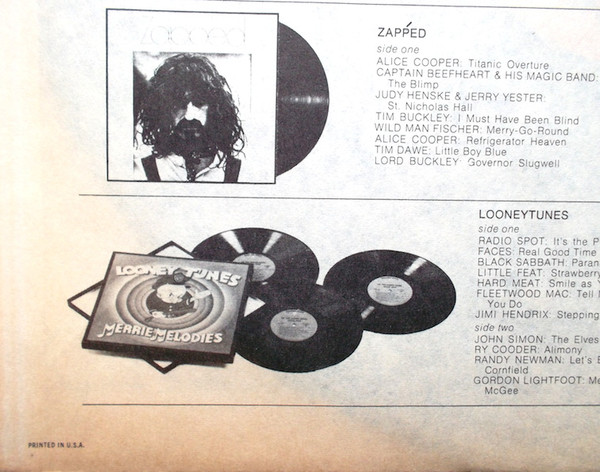 Zapped
ZAPPĒD
side one
ALICE COOPER: Titanic Overture
CAPTAIN BEEFHEART & HIS MAGIC BAND:
The Blimp
JUDY HENSKE & JERRY YESTER:
St. Nicholas Hall
TIM BUCKLEY: I Must Have Been Blind
WILD MAN FISCHER: Merry-Go-Round
ALICE COOPER: Refrigerator Heaven
TIM DAWE: Little Boy Blue
LORD BUCKLEY: Governor Slugwell
LOONEY TUNES
MERRIE MELODIES
LOONEYTUNES
side one
RADIO SPOT: It's the P
FACES: Real Good Time
BLACK SABBATH: Paran
LITTLE FEAT: Strawberry
HARD MEAT: Smile as Y
FLEETWOOD MAC: Tell
You Do
JIMI HENDRIX: Stepping
side two
JOHN SIMON: The Elves
RY COODER: Alimony
RANDY NEWMAN: Let's B
Cornfield
GORDON LIGHTFOOT: Me
McGee
PRINTED IN U.S.A.